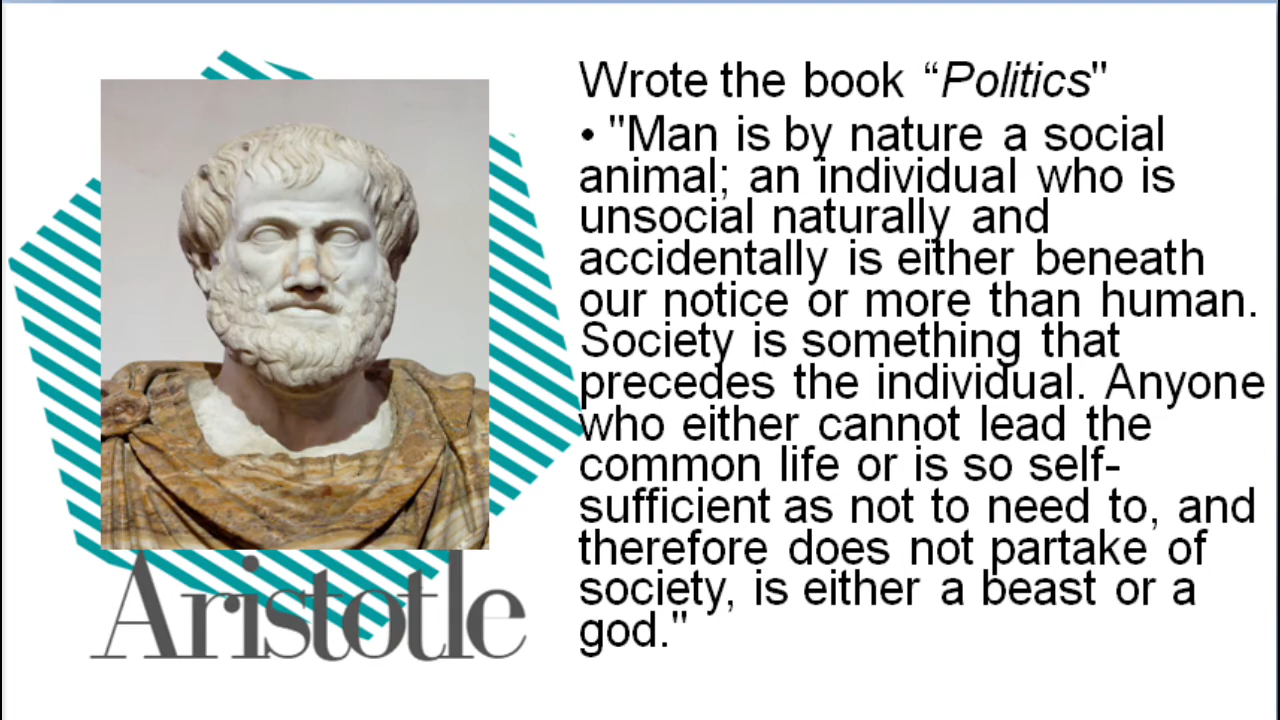 Wrote the book “Politics"
• "Man is by nature a social
animal; an individual who is
unsocial naturally and
accidentally is either beneath
our notice or more than human.
Society is something that
precedes the individual. Anyone
who either cannot lead the
common life or is so self-
sufficient as not to need to, and
therefore does not partake of
society, is either a beast or a
god."
Aristotle